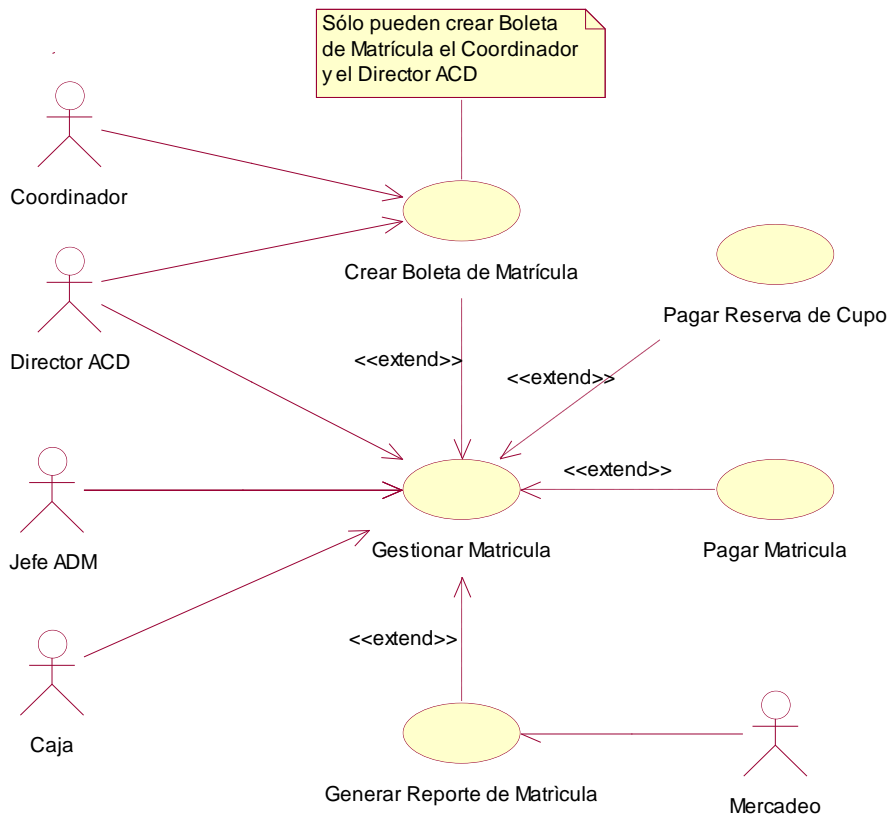 Sólo pueden crear Boleta
de Matrícula el Coordinador
y el Director ACD
Coordinador
Crear Boleta de Matrícula
Pagar Reserva de Cupo
Director ACD
<<extend>>
<<extend>>
<<extend>>
Jefe ADM
Gestionar Matricula
Pagar Matricula
<<extend>>
Caja
Generar Reporte de Matrìcula
Mercadeo